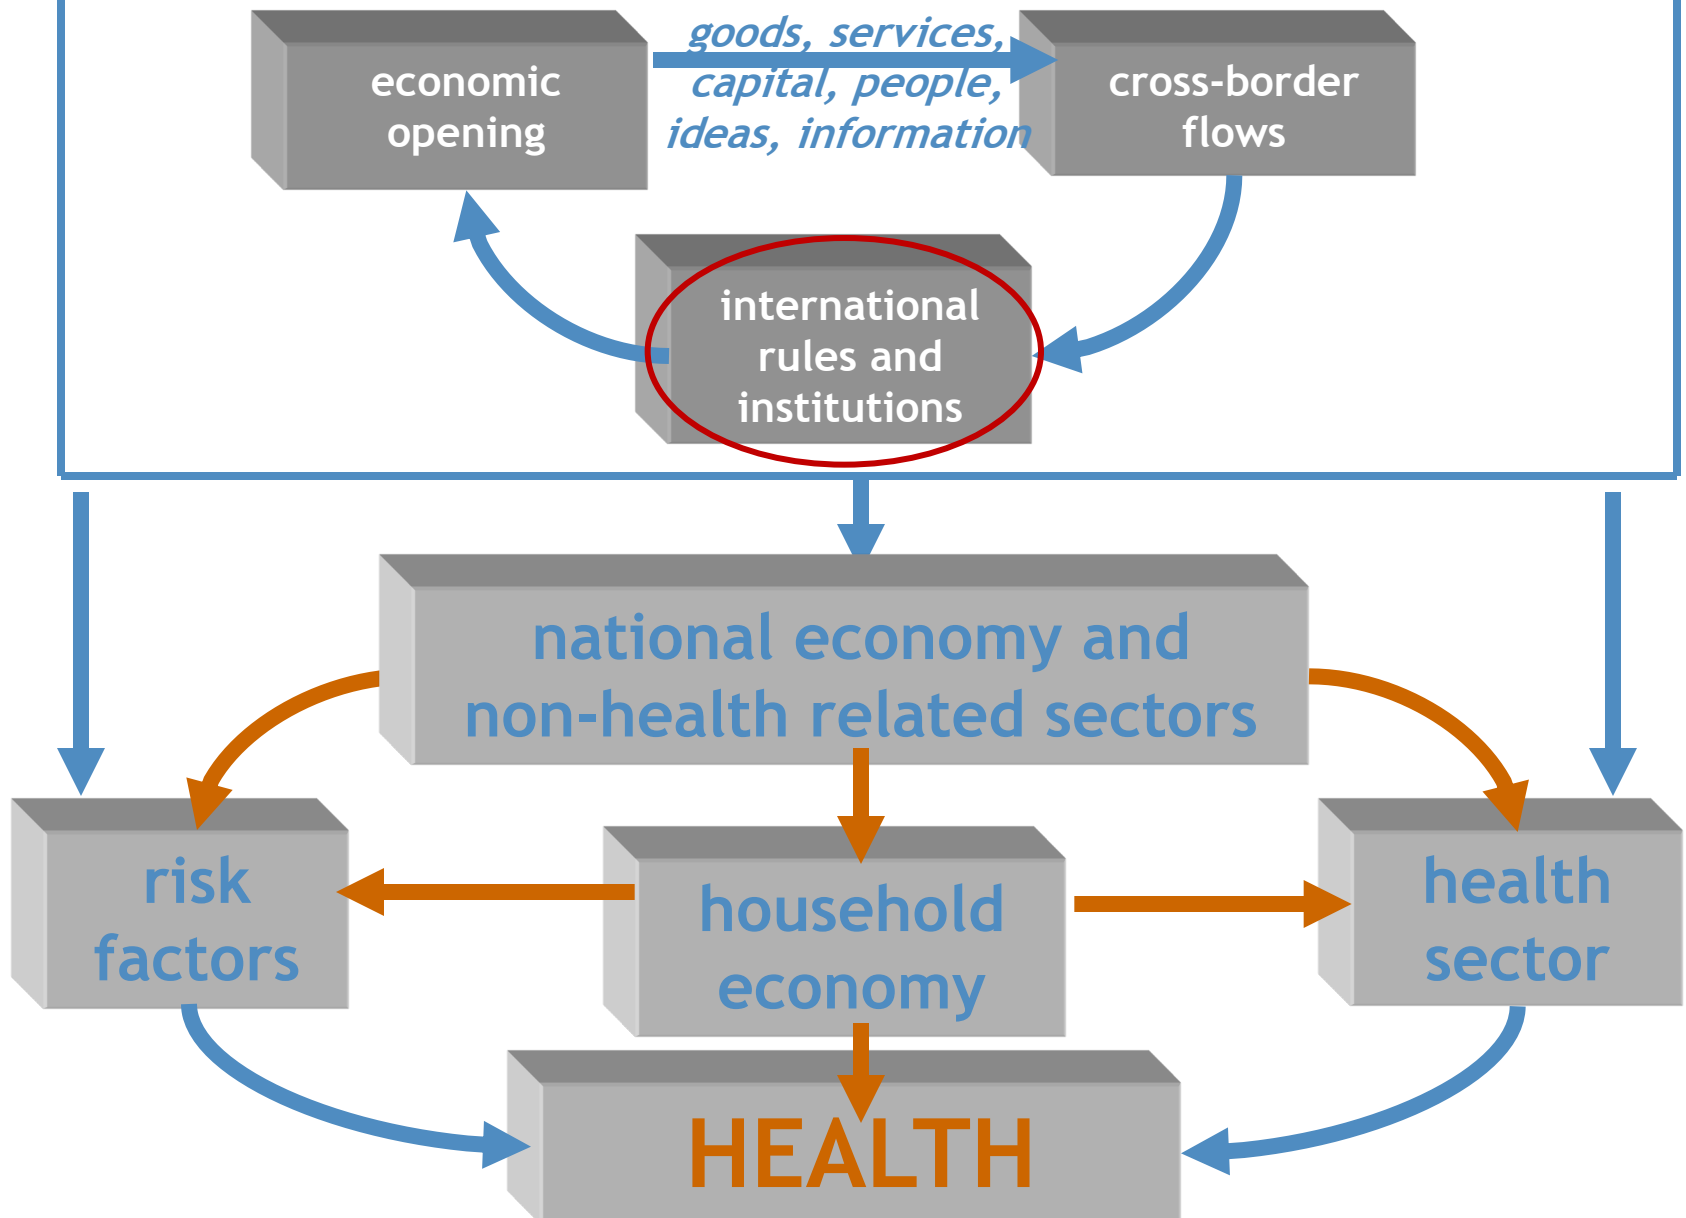 economic
opening
goods, services,
capital, people,
ideas, information
cross-border
flows
international
rules and
institutions
national economy and
non-health related sectors
risk
factors
household
economy
health
sector
HEALTH